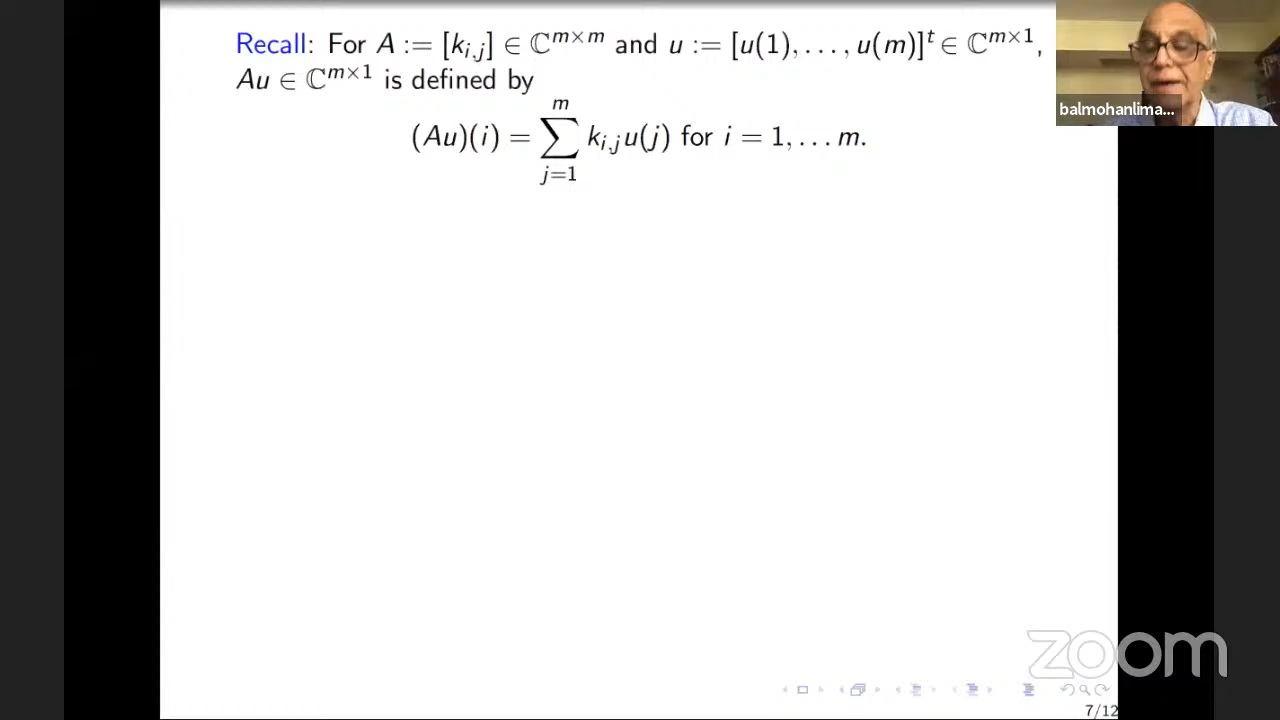 Recall: For A := [k_{i,j}] ∈ ℂ^{m×m} and u := [u(1), . . . , u(m)]^t ∈ ℂ^{m×1},
Au ∈ ℂ^{m×1} is defined by
(Au)(i) = ∑_{j=1}^{m} k_{i,j} u(j) for i = 1, . . . m.
balmohanlima...
zoom
7/12